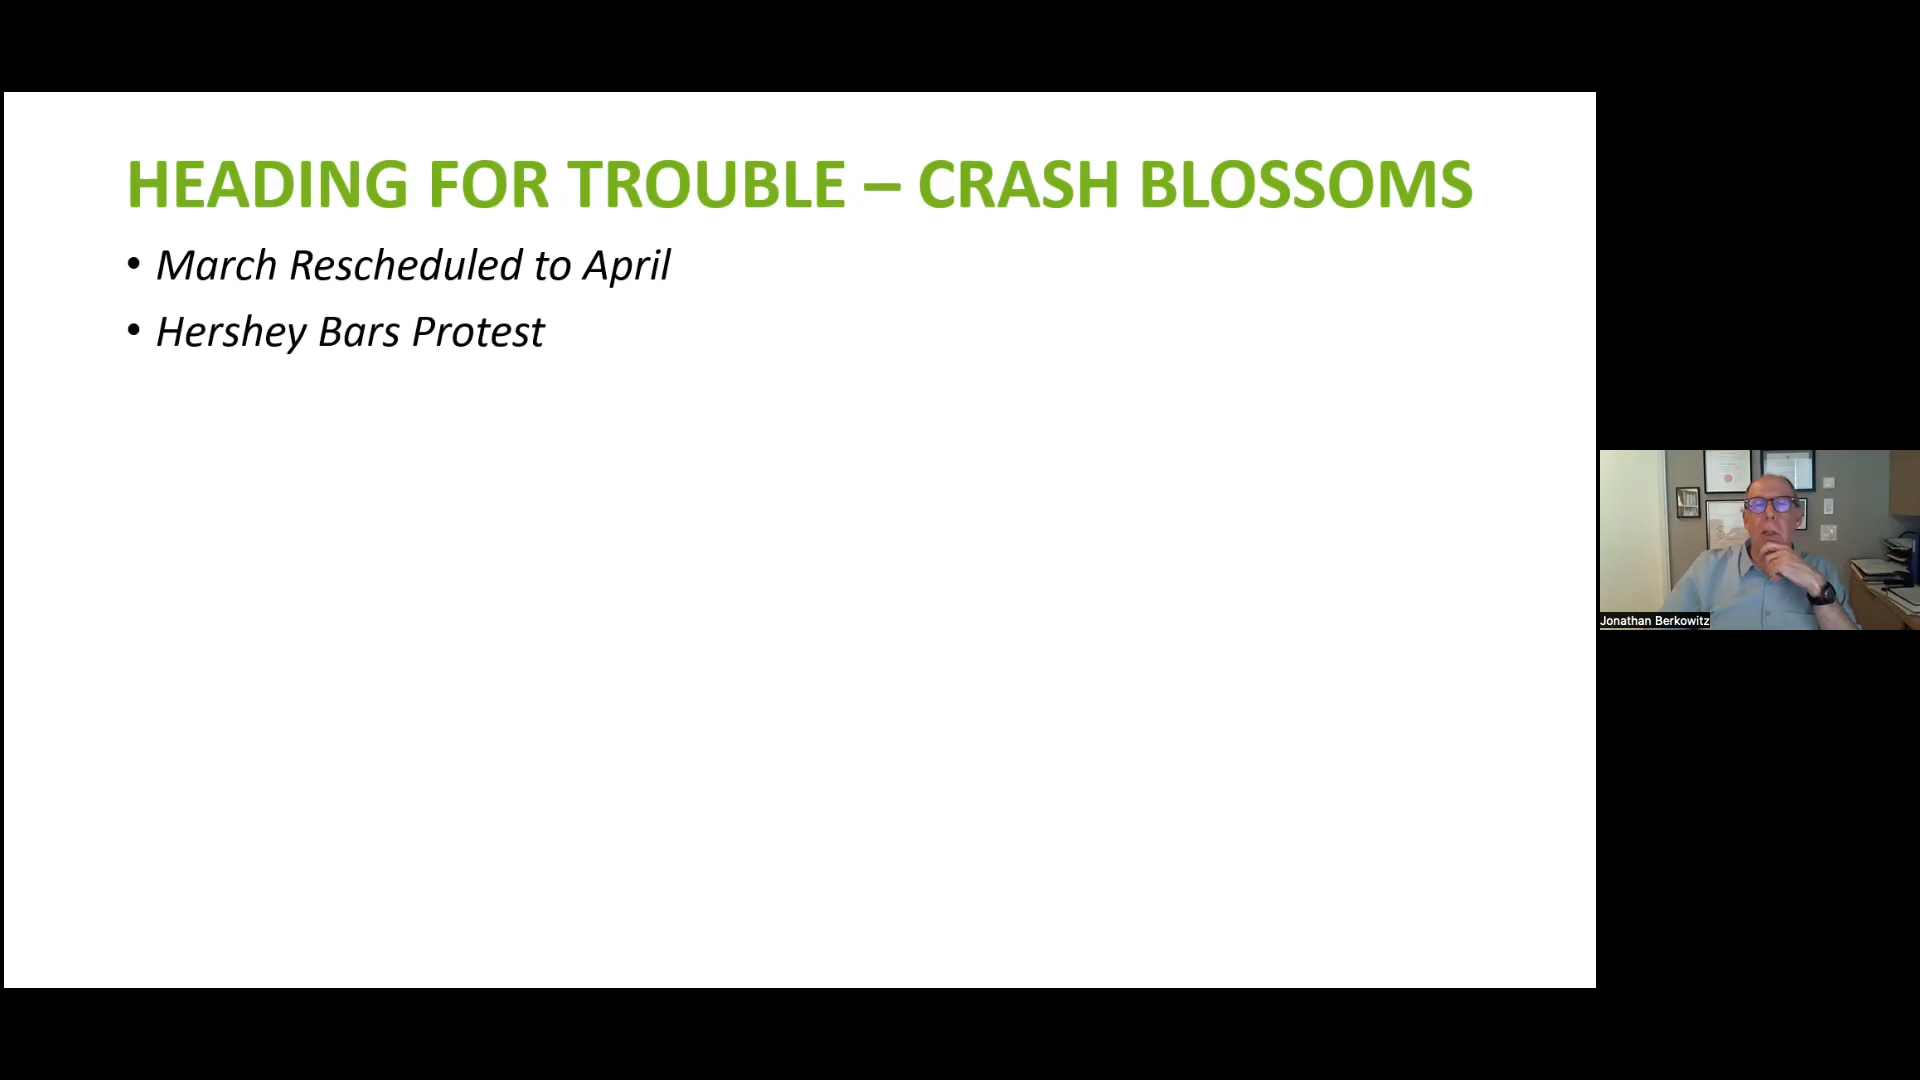 HEADING FOR TROUBLE – CRASH BLOSSOMS
• March Rescheduled to April
• Hershey Bars Protest
Jonathan Berkowitz